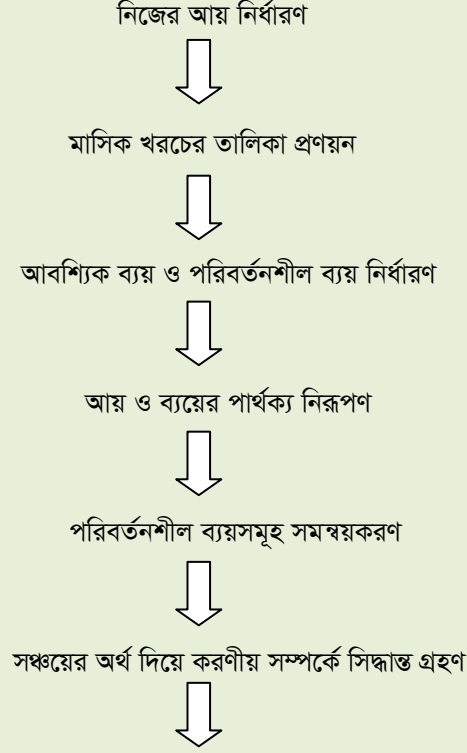 নিজের আয় নির্ধারণ
মাসিক খরচের তালিকা প্রণয়ন
আবশ্যিক ব্যয় ও পরিবর্তনশীল ব্যয় নির্ধারণ
আয় ও ব্যয়ের পার্থক্য নিরূপণ
পরিবর্তনশীল ব্যয়সমূহ সমন্বয়করণ
সঞ্চয়ের অর্থ দিয়ে করণীয় সম্পর্কে সিদ্ধান্ত গ্রহণ